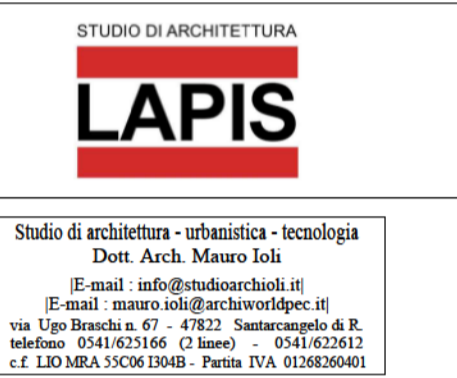 STUDIO DI ARCHITETTURA
LAPIS
Studio di architettura - urbanistica - tecnologia
Dott. Arch. Mauro Ioli
|E-mail : info@studioarchioli.it|
|E-mail : mauro.ioli@archiworldpec.it|
via Ugo Braschi n. 67 - 47822 Santarcangelo di R.
telefono 0541/625166 (2 linee) - 0541/622612
c.f. LIO MRA 55C06 I304B - Partita IVA 01268260401